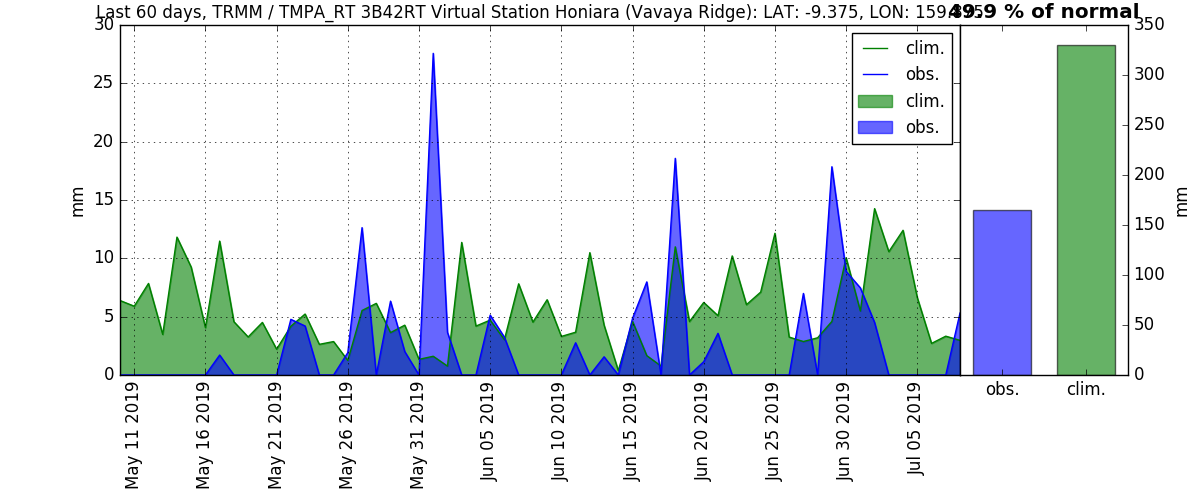 Last 60 days, TRMM / TMPA_RT 3B42RT Virtual Station Honiara (Vavaya Ridge): LAT: -9.375, LON: 159.875
49.9 % of normal
30
25
20
15
10
5
0
mm
clim.
obs.
clim.
obs.
May 11 2019
May 16 2019
May 21 2019
May 26 2019
May 31 2019
Jun 05 2019
Jun 10 2019
Jun 15 2019
Jun 20 2019
Jun 25 2019
Jun 30 2019
Jul 05 2019
350
300
250
200
150
100
50
0
mm
obs.
clim.